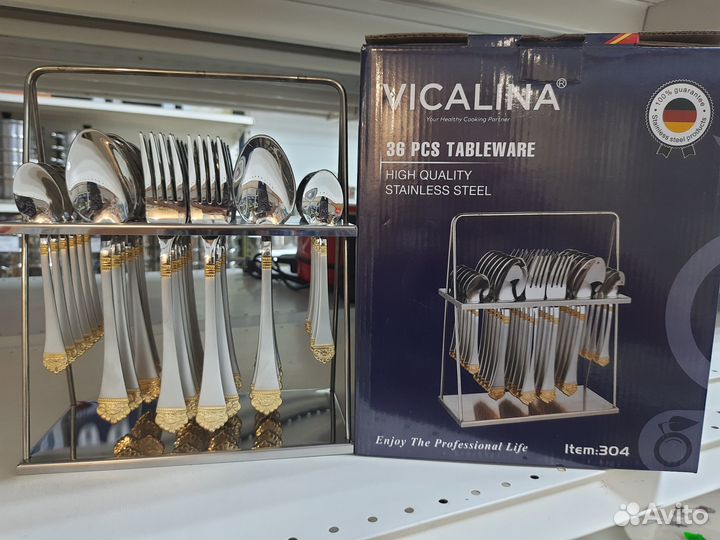 VICALINA®
Your Healthy Cooking Partner
36 PCS TABLEWARE
HIGH QUALITY
STAINLESS STEEL
100% guarantee
Stainless steel products
Enjoy The Professional Life
Item:304
Avito